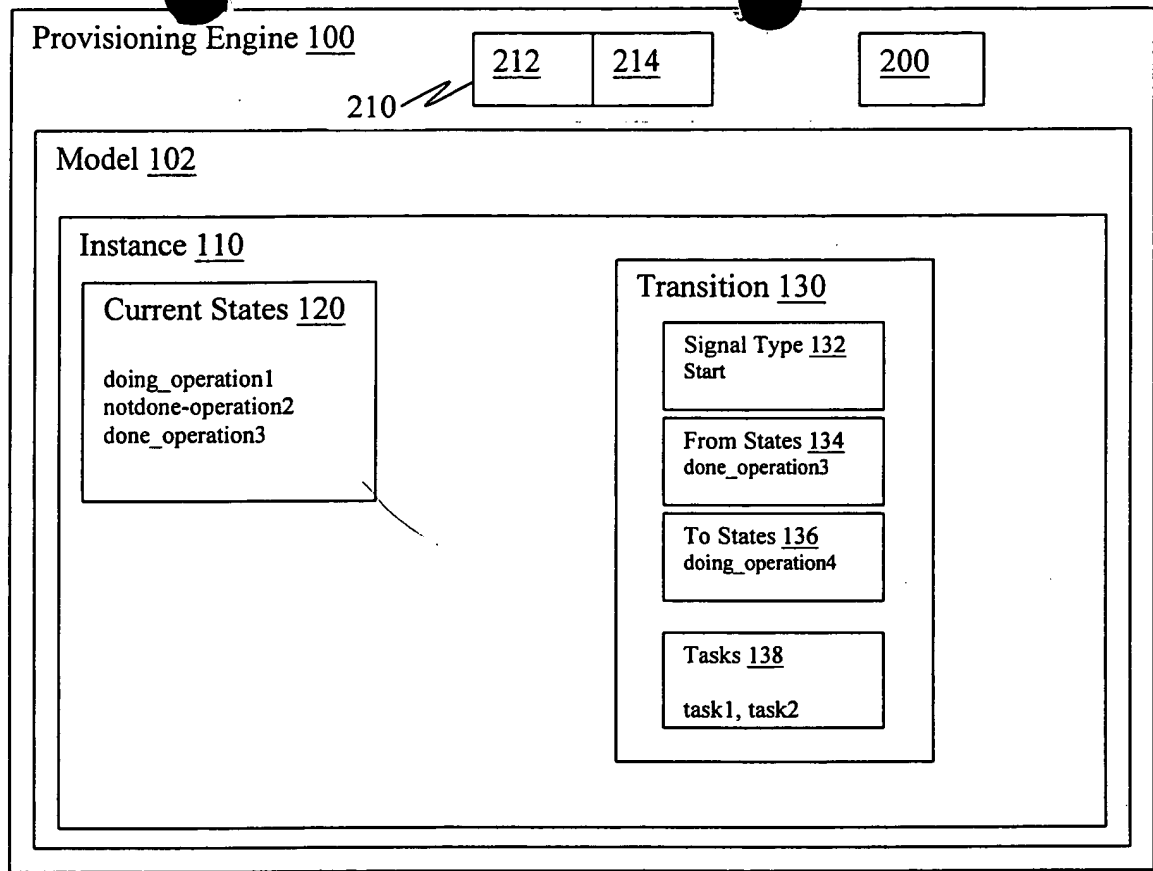 Provisioning Engine 100
212 214 200
210
Model 102
Instance 110
Current States 120
doing_operation1
notdone-operation2
done_operation3
Transition 130
Signal Type 132
Start
From States 134
done_operation3
To States 136
doing_operation4
Tasks 138
task1, task2